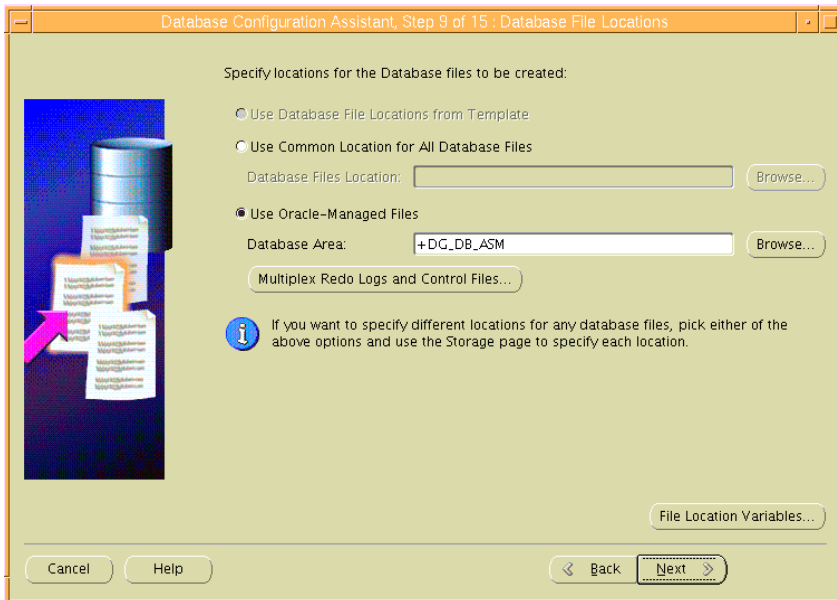 Database Configuration Assistant, Step 9 of 15 : Database File Locations
Specify locations for the Database files to be created:
Use Database File Locations from Template
Use Common Location for All Database Files
Database Files Location:
Browse...
Use Oracle-Managed Files
Database Area:
+DG_DB_ASM
Browse...
Multiplex Redo Logs and Control Files...
If you want to specify different locations for any database files, pick either of the
above options and use the Storage page to specify each location.
File Location Variables...
Cancel
Help
Back
Next